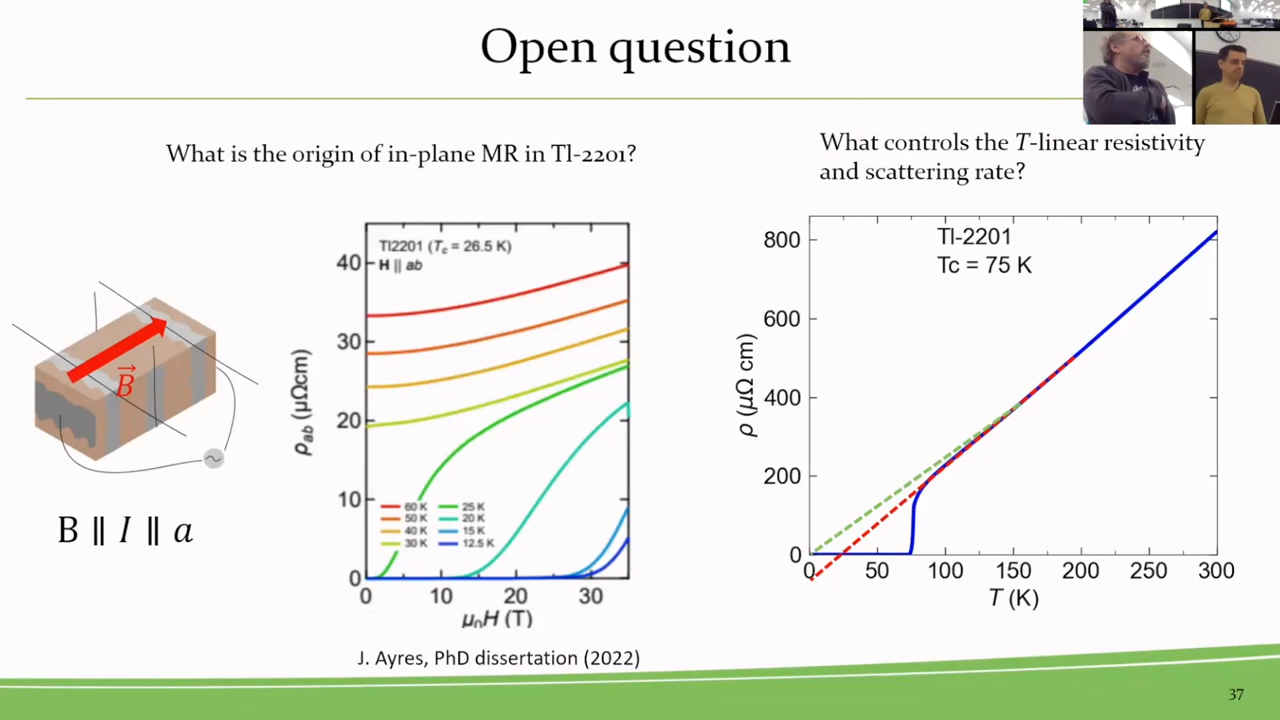 Open question
What is the origin of in-plane MR in Tl-2201?
What controls the T-linear resistivity
and scattering rate?
B⃗
B ∥ I ∥ a
Tl2201 (Tc = 26.5 K)
H || ab
40
30
20
10
0
ρab (μΩcm)
60 K
50 K
40 K
30 K
25 K
20 K
15 K
12.5 K
0 10 20 30
μ0H (T)
J. Ayres, PhD dissertation (2022)
Tl-2201
Tc = 75 K
800
600
400
200
0
ρ (μΩ cm)
0 50 100 150 200 250 300
T (K)
37